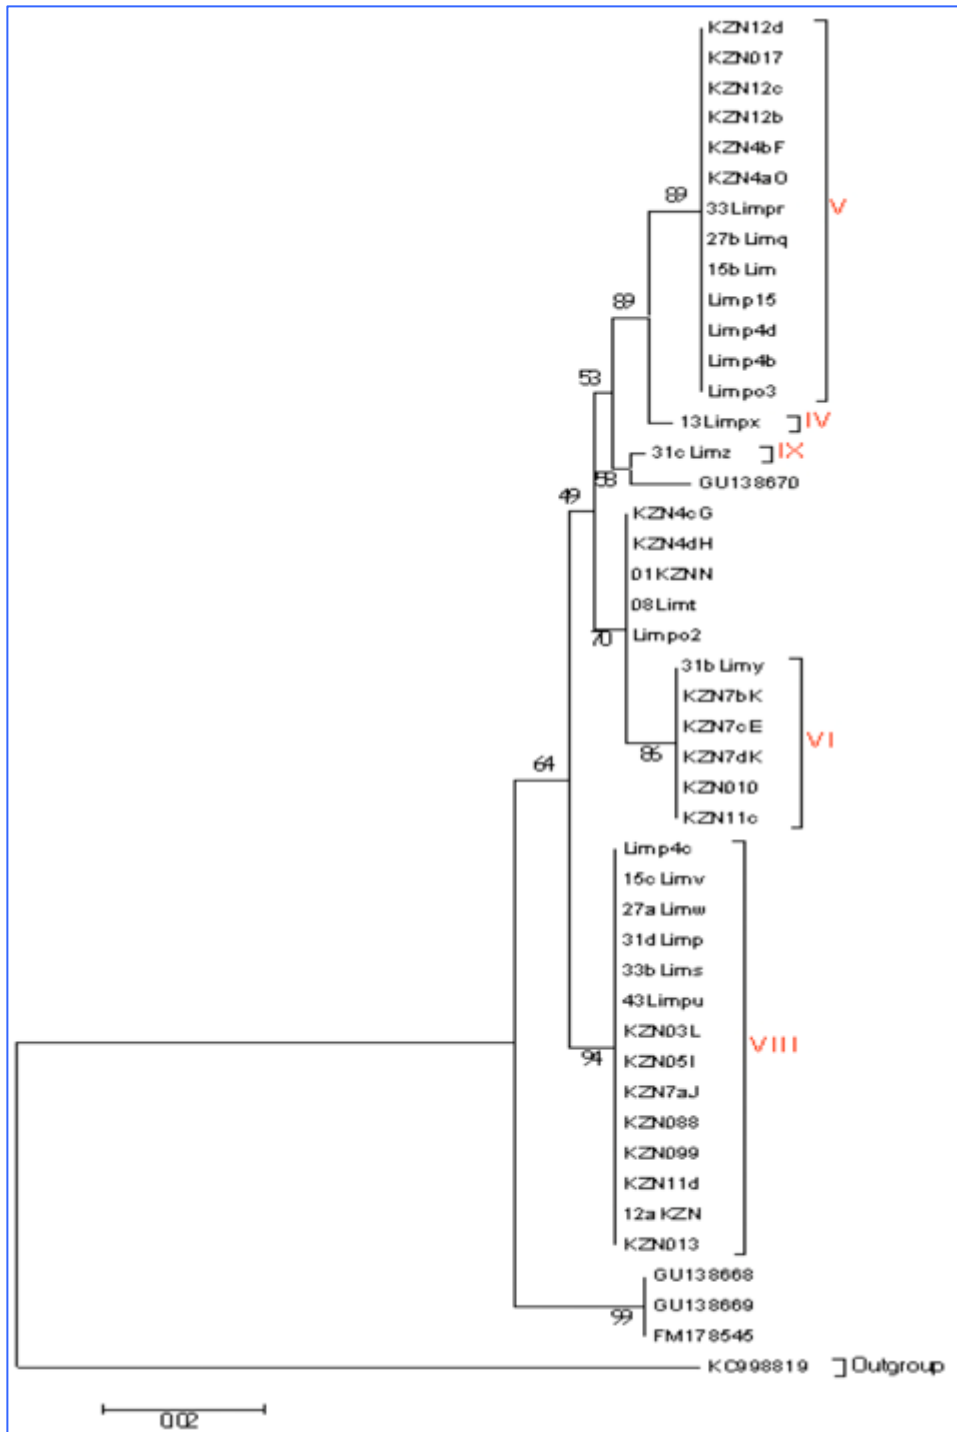 KZN12d
KZN017
KZN12c
KZN12b
KZN4bF
KZN4aO
89
33Limpr
V
27b Limq
15b Lim
Limp15
89
Limp4d
Limp4b
53
Limpo3
13Limpx
IV
31c Limz
IX
58
GU138670
49
KZN4cG
KZN4dH
01KZNN
08Limt
70
Limpo2
31b Limy
KZN7bK
KZN7cE
VI
86
KZN7dK
64
KZN010
KZN11c
Limp4c
15c Limv
27a Limw
31d Limp
33b Lims
43Limpu
KZN03L
VIII
94
KZN05I
KZN7aJ
KZN088
KZN099
KZN11d
12a KZN
KZN013
GU138668
GU138669
99
FM178545
KC998819
Outgroup
0.02